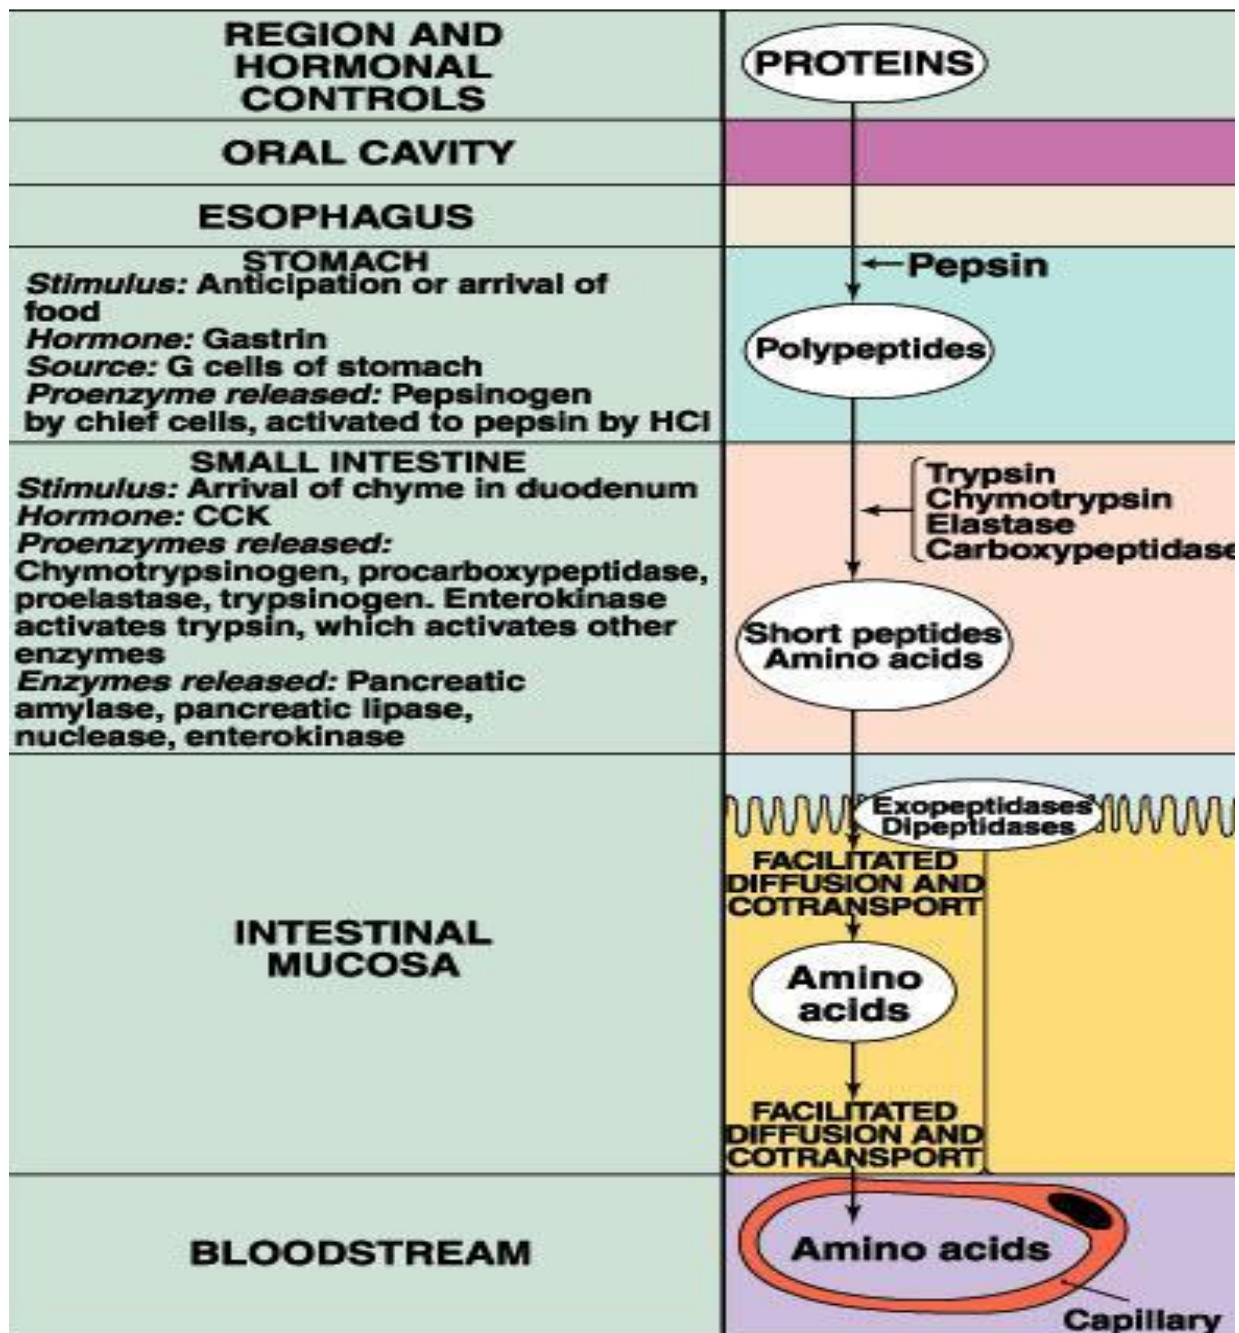 REGION AND
HORMONAL
CONTROLS
PROTEINS
ORAL CAVITY
ESOPHAGUS
STOMACH
Stimulus: Anticipation or arrival of
food
Hormone: Gastrin
Source: G cells of stomach
Proenzyme released: Pepsinogen
by chief cells, activated to pepsin by HCl
Pepsin
Polypeptides
SMALL INTESTINE
Stimulus: Arrival of chyme in duodenum
Hormone: CCK
Proenzymes released:
Chymotrypsinogen, procarboxypeptidase,
proelastase, trypsinogen. Enterokinase
activates trypsin, which activates other
enzymes
Enzymes released: Pancreatic
amylase, pancreatic lipase,
nuclease, enterokinase
Trypsin
Chymotrypsin
Elastase
Carboxypeptidase
Short peptides
Amino acids
INTESTINAL
MUCOSA
Exopeptidases
Dipeptidases
FACILITATED
DIFFUSION AND
COTRANSPORT
Amino
acids
FACILITATED
DIFFUSION AND
COTRANSPORT
BLOODSTREAM
Amino acids
Capillary